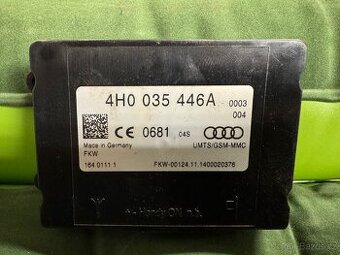 4H0 035 446A 0003
004
CE 0681 04S
Made in Germany
UMTS/GSM-MMC
FKW
164.0111.1
FKW-00124.11.1400020376